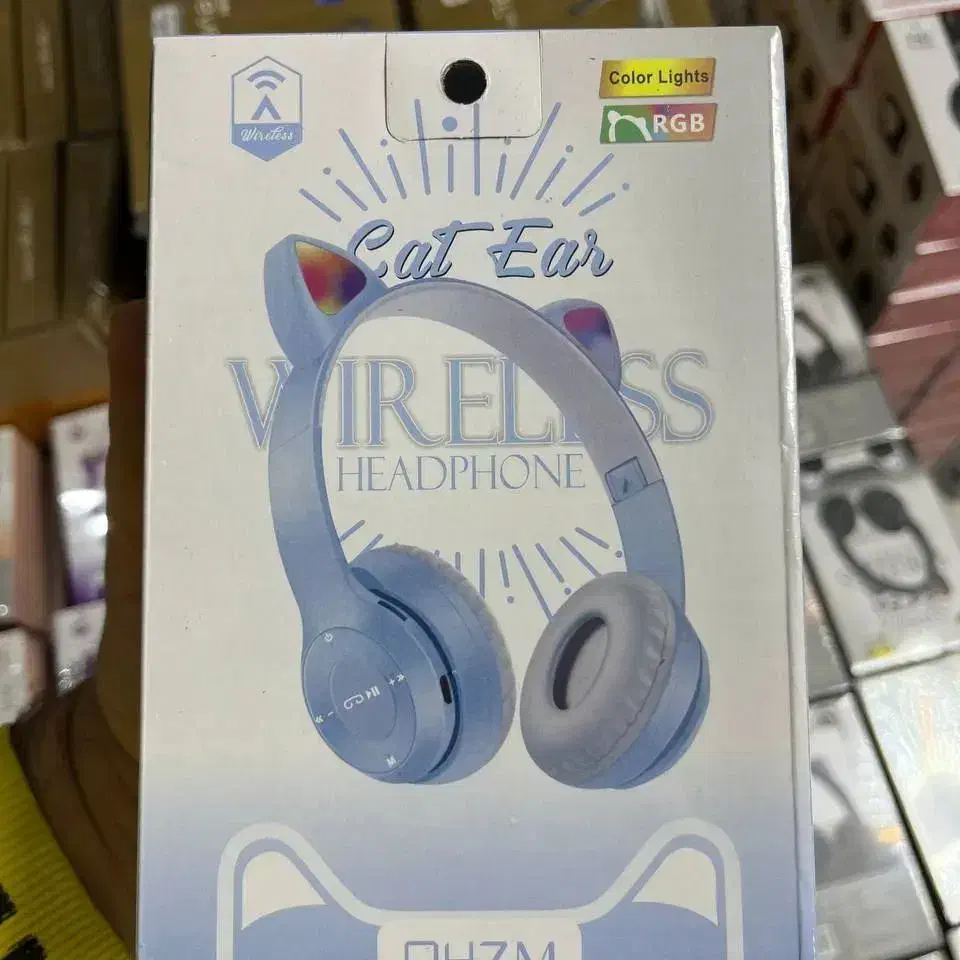 Wireless
Color Lights
RGB
Cat Ear
WIRELESS
HEADPHONE
M